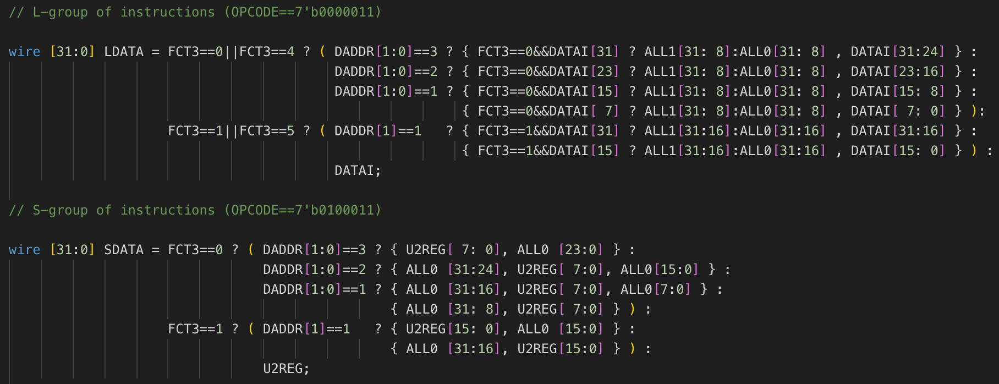 // L-group of instructions (OPCODE==7'b0000011)
wire [31:0] LDATA = FCT3==0||FCT3==4 ? ( DADDR[1:0]==3 ? { FCT3==0&&DATAI[31] ? ALL1[31: 8]:ALL0[31: 8] , DATAI[31:24] } :
DADDR[1:0]==2 ? { FCT3==0&&DATAI[23] ? ALL1[31: 8]:ALL0[31: 8] , DATAI[23:16] } :
DADDR[1:0]==1 ? { FCT3==0&&DATAI[15] ? ALL1[31: 8]:ALL0[31: 8] , DATAI[15: 8] } :
{ FCT3==0&&DATAI[ 7] ? ALL1[31: 8]:ALL0[31: 8] , DATAI[ 7: 0] } ):
FCT3==1||FCT3==5 ? ( DADDR[1]==1   ? { FCT3==1&&DATAI[31] ? ALL1[31:16]:ALL0[31:16] , DATAI[31:16] } :
{ FCT3==1&&DATAI[15] ? ALL1[31:16]:ALL0[31:16] , DATAI[15: 0] } ) :
DATAI;
// S-group of instructions (OPCODE==7'b0100011)
wire [31:0] SDATA = FCT3==0 ? ( DADDR[1:0]==3 ? { U2REG[ 7: 0], ALL0 [23:0] } :
DADDR[1:0]==2 ? { ALL0 [31:24], U2REG[ 7:0], ALL0[15:0] } :
DADDR[1:0]==1 ? { ALL0 [31:16], U2REG[ 7:0], ALL0[7:0] } :
{ ALL0 [31: 8], U2REG[ 7:0] } ) :
FCT3==1 ? ( DADDR[1]==1   ? { U2REG[15: 0], ALL0 [15:0] } :
{ ALL0 [31:16], U2REG[15:0] } ) :
U2REG;